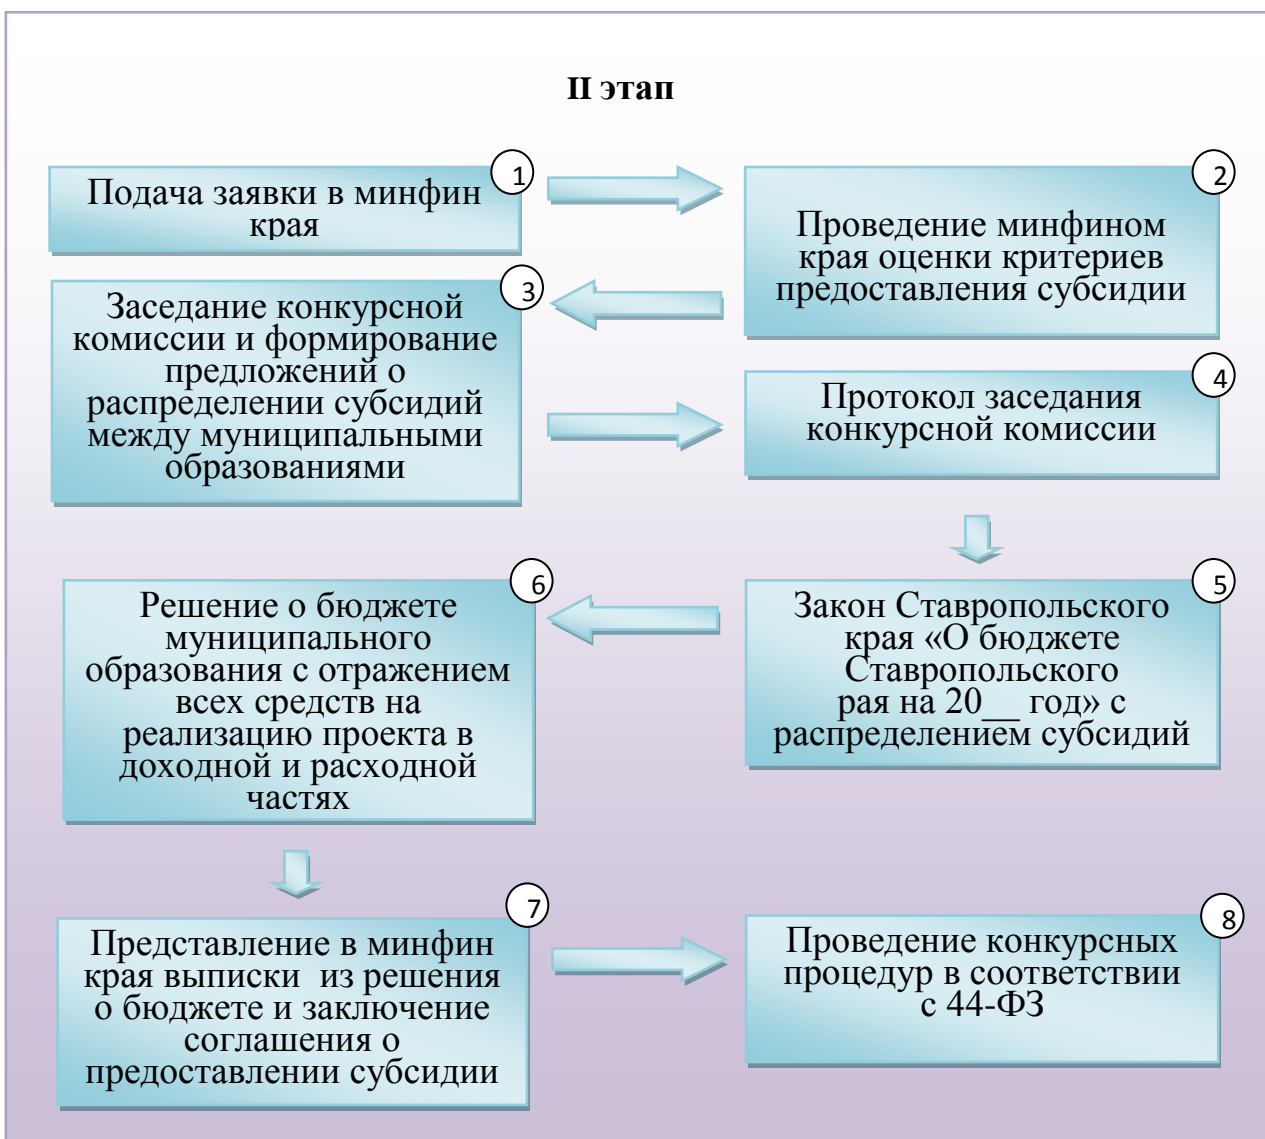 II этап
1
Подача заявки в минфин
края
2
Проведение минфином
края оценки критериев
предоставления субсидии
3
Заседание конкурсной
комиссии и формирование
предложений о
распределении субсидий
между муниципальными
образованиями
4
Протокол заседания
конкурсной комиссии
5
Закон Ставропольского
края «О бюджете
Ставропольского
рая на 20__ год» с
распределением субсидий
6
Решение о бюджете
муниципального
образования с отражением
всех средств на
реализацию проекта в
доходной и расходной
частях
7
Представление в минфин
края выписки из решения
о бюджете и заключение
соглашения о
предоставлении субсидии
8
Проведение конкурсных
процедур в соответствии
с 44-ФЗ